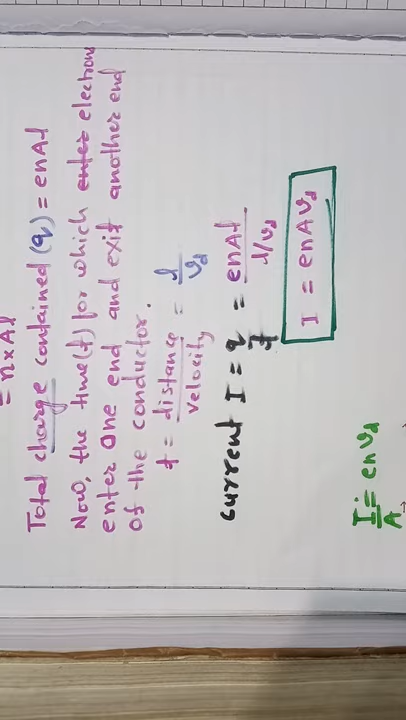 = n x Al
Total charge contained (q) = enAl
Now, the time(t) for which enter electron
enter one end and exit another end
of the conductor.
t = distance/velocity = l/vd
current I = q/t = enAl/l/vd
I = enAvd
I/A = envd